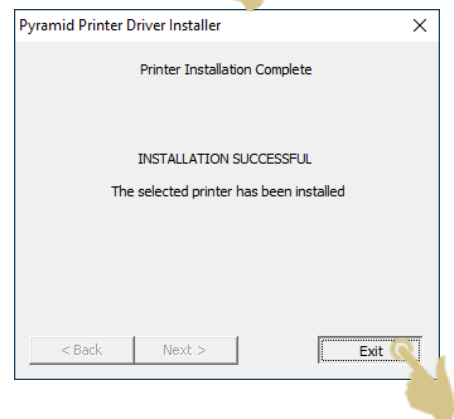 Pyramid Printer Driver Installer
Printer Installation Complete
INSTALLATION SUCCESSFUL
The selected printer has been installed
< Back Next > Exit